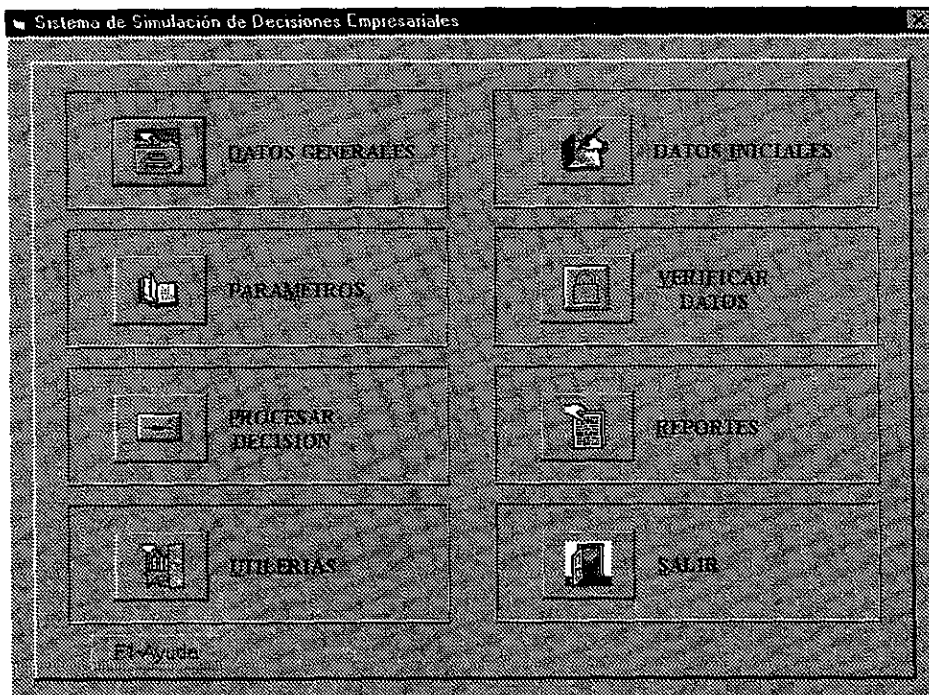 Sistema de Simulación de Decisiones Empresariales
DATOS GENERALES
DATOS INICIALES
PARAMETROS
VERIFICAR
DATOS
PROCESAR
DECISION
REPORTES
UTILERIAS
SALIR
F1-Ayuda